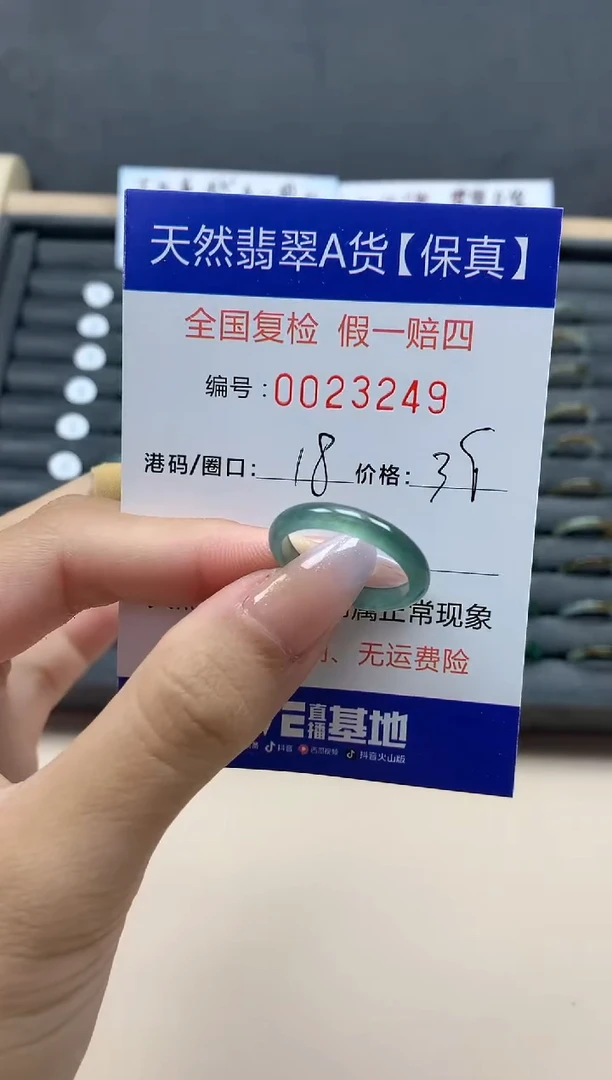 天然翡翠A货【保真】
全国复检 假一赔四
编号:0023249
港码/圈口: 18 价格:
属正常现象
、无运费险
直播基地
抖音 抖音火山版